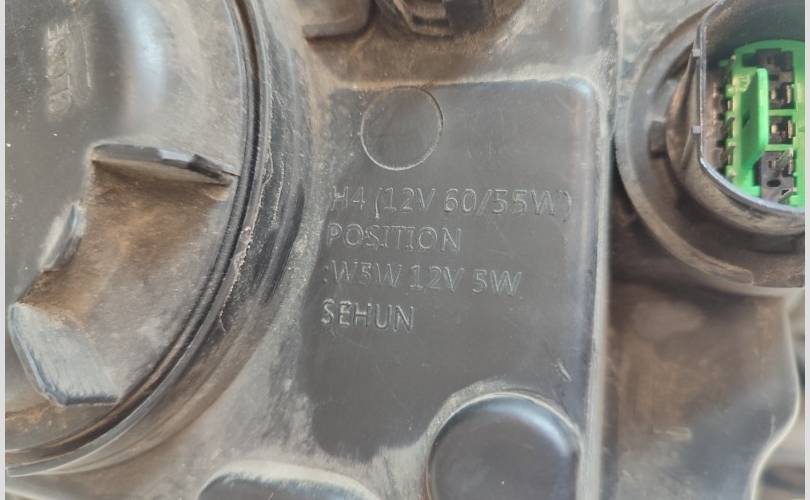 H4 (12V 60/55W)
POSITION
:W5W 12V 5W
SEHUN